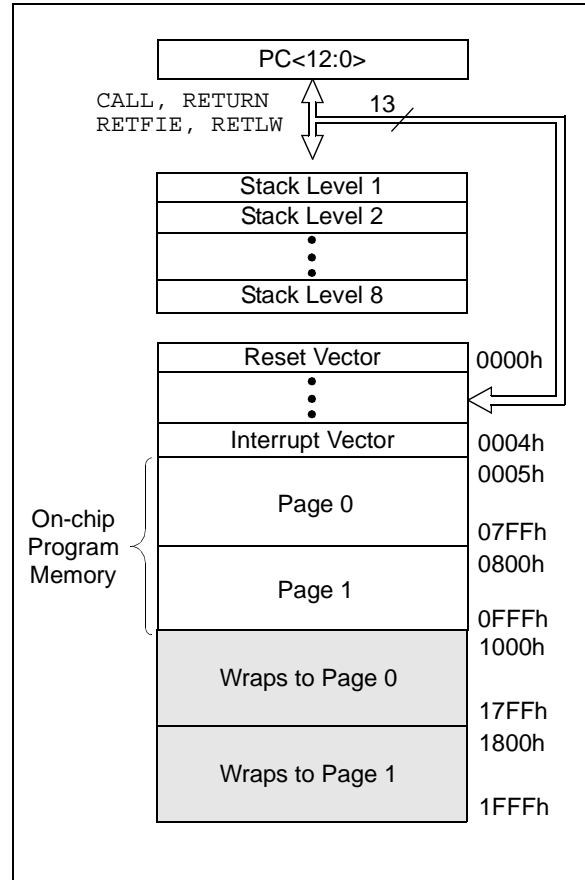 PC<12:0>
CALL, RETURN
RETFIE, RETLW
13
Stack Level 1
Stack Level 2
Stack Level 8
Reset Vector
0000h
Interrupt Vector
0004h
0005h
On-chip
Program
Memory
Page 0
07FFh
0800h
Page 1
0FFFh
1000h
Wraps to Page 0
17FFh
1800h
Wraps to Page 1
1FFFh